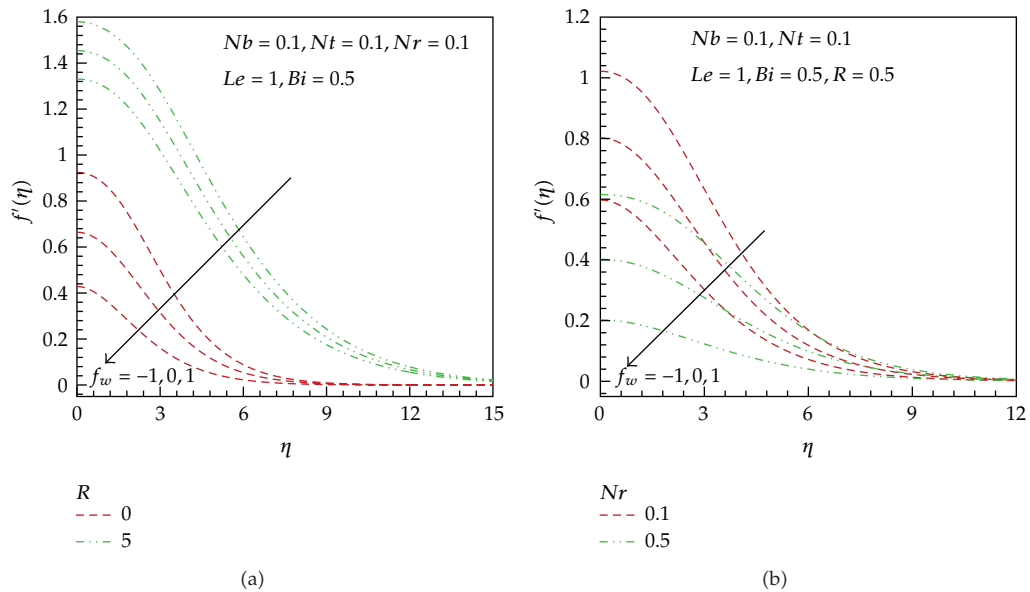 1.6
1.4
1.2
1
0.8
0.6
0.4
0.2
0
f′(η)
Nb = 0.1, Nt = 0.1, Nr = 0.1
Le = 1, Bi = 0.5
f_w = −1, 0, 1
0 3 6 9 12 15
η
R
0
5
(a)
1.2
1
0.8
0.6
0.4
0.2
0
f′(η)
Nb = 0.1, Nt = 0.1
Le = 1, Bi = 0.5, R = 0.5
f_w = −1, 0, 1
0 3 6 9 12
η
Nr
0.1
0.5
(b)